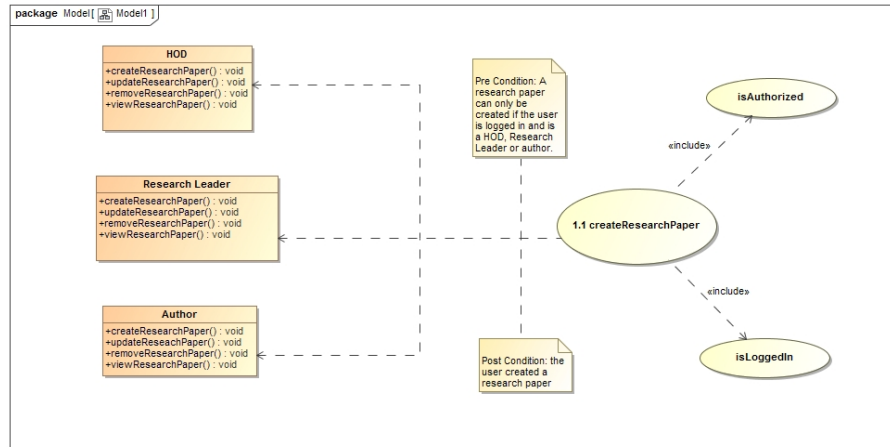 package Model[ Model1 ]
HOD
+createResearchPaper() : void
+updateResearchPaper() : void
+removeResearchPaper() : void
+viewResearchPaper() : void
Research Leader
+createResearchPaper() : void
+updateResearchPaper() : void
+removeResearchPaper() : void
+viewResearchPaper() : void
Author
+createResearchPaper() : void
+updateResearchPaper() : void
+removeResearchPaper() : void
+viewResearchPaper() : void
Pre Condition: A
research paper
can only be
created if the user
is logged in and is
a HOD, Research
Leader or author.
Post Condition: the
user created a
research paper
isAuthorized
«include»
1.1 createResearchPaper
«include»
isLoggedIn